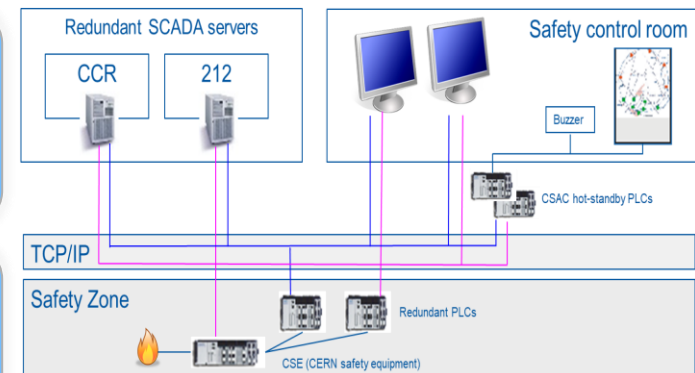 Redundant SCADA servers
CCR
212
Safety control room
Buzzer
CSAC hot-standby PLCs
TCP/IP
Safety Zone
Redundant PLCs
CSE (CERN safety equipment)